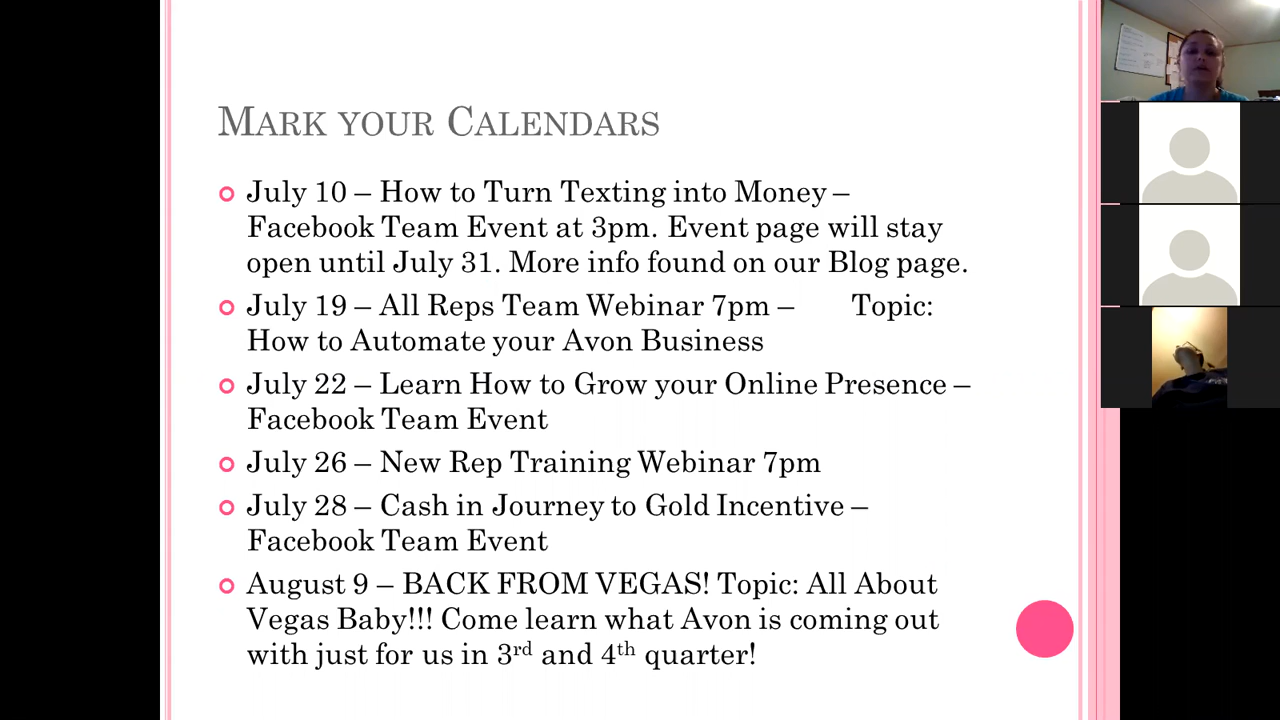 MARK YOUR CALENDARS
July 10 – How to Turn Texting into Money –
Facebook Team Event at 3pm. Event page will stay
open until July 31. More info found on our Blog page.
July 19 – All Reps Team Webinar 7pm – Topic:
How to Automate your Avon Business
July 22 – Learn How to Grow your Online Presence –
Facebook Team Event
July 26 – New Rep Training Webinar 7pm
July 28 – Cash in Journey to Gold Incentive –
Facebook Team Event
August 9 – BACK FROM VEGAS! Topic: All About
Vegas Baby!!! Come learn what Avon is coming out
with just for us in 3rd and 4th quarter!